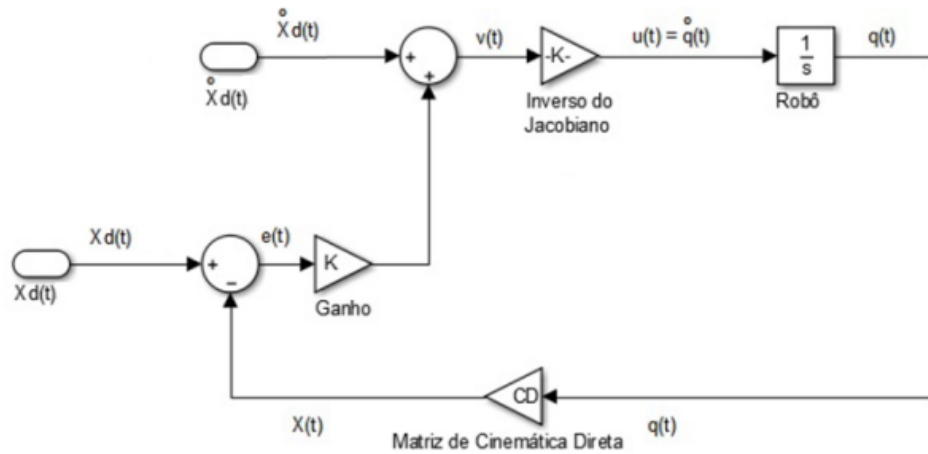 Ẋd(t)
v(t)
u(t) = q̇(t)
q(t)
+
+
-K-
1
s
Ẋd(t)
Inverso do
Jacobiano
Robô
Xd(t)
e(t)
+
−
K
Xd(t)
Ganho
CD
X(t)
q(t)
Matriz de Cinemática Direta